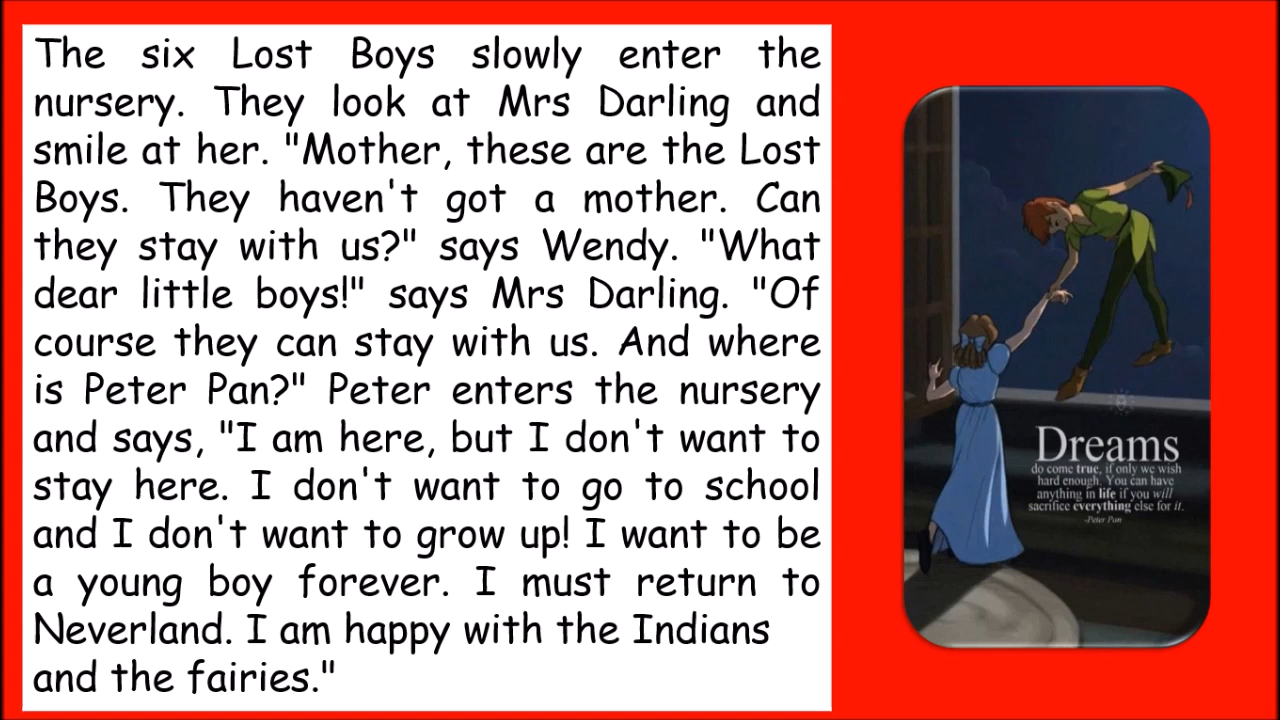 The six Lost Boys slowly enter the
nursery. They look at Mrs Darling and
smile at her. "Mother, these are the Lost
Boys. They haven't got a mother. Can
they stay with us?" says Wendy. "What
dear little boys!" says Mrs Darling. "Of
course they can stay with us. And where
is Peter Pan?" Peter enters the nursery
and says, "I am here, but I don't want to
stay here. I don't want to go to school
and I don't want to grow up! I want to be
a young boy forever. I must return to
Neverland. I am happy with the Indians
and the fairies."
Dreams
do come true, if only we wish
hard enough. You can have
anything in life if you will
sacrifice everything else for it.
-Peter Pan